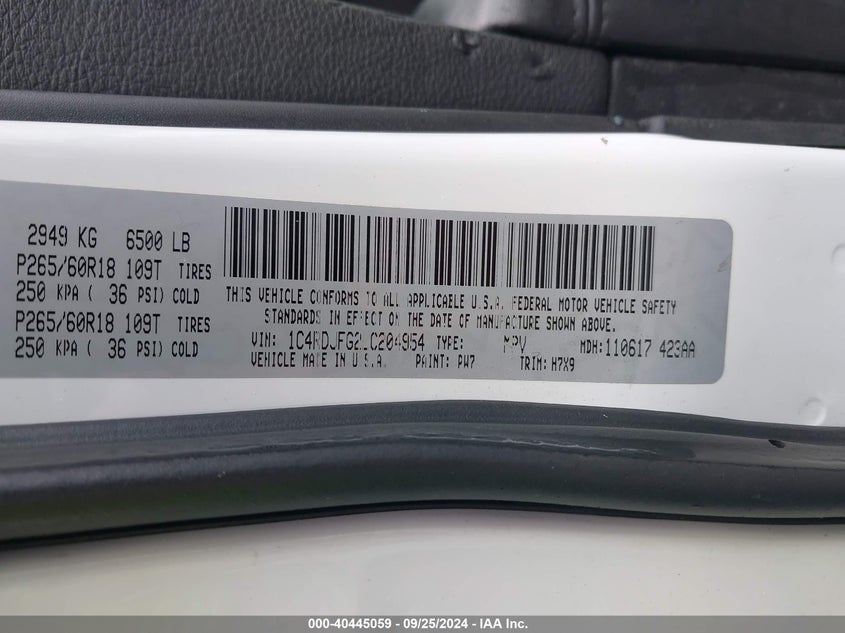 2949 KG 6500 LB
P265/60R18 109T TIRES
250 KPA ( 36 PSI) COLD
P265/60R18 109T TIRES
250 KPA ( 36 PSI) COLD
THIS VEHICLE CONFORMS TO ALL APPLICABLE U.S.A. FEDERAL MOTOR VEHICLE SAFETY
STANDARDS IN EFFECT ON THE DATE OF MANUFACTURE SHOWN ABOVE.
VIN: TYPE: MPV MDH: 110617 423AA
VEHICLE MADE IN U.S.A. PAINT: PW7 TRIM: H7X9
000-40445059 - 09/25/2024 - IAA Inc.